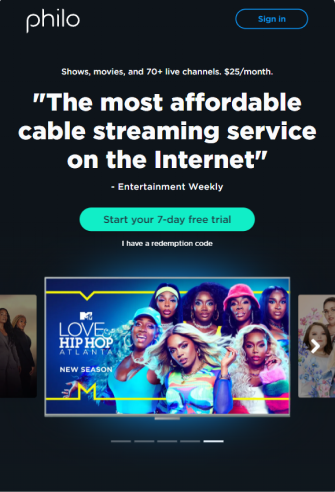 philo
Sign in
Shows, movies, and 70+ live channels. $25/month.
"The most affordable
cable streaming service
on the Internet"
- Entertainment Weekly
Start your 7-day free trial
I have a redemption code
MTV
LOVE &
HIP HOP
ATLANTA
NEW SEASON